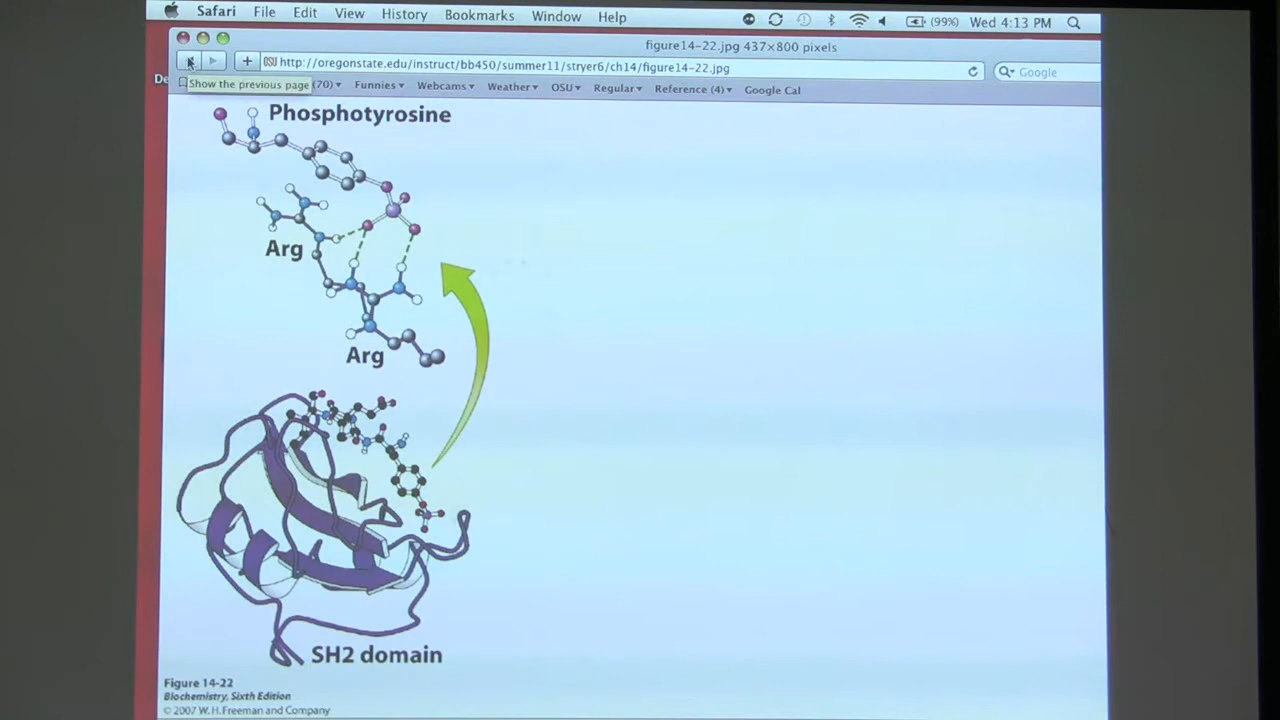 Safari File Edit View History Bookmarks Window Help (99%) Wed 4:13 PM
figure14-22.jpg 437×800 pixels
http://oregonstate.edu/instruct/bb450/summer11/stryer6/ch14/figure14-22.jpg Google
De Show the previous page (70) Funnies Webcams Weather OSU Regular Reference (4) Google Cal
Phosphotyrosine
Arg
Arg
SH2 domain
Figure 14-22
Biochemistry, Sixth Edition
© 2007 W. H. Freeman and Company